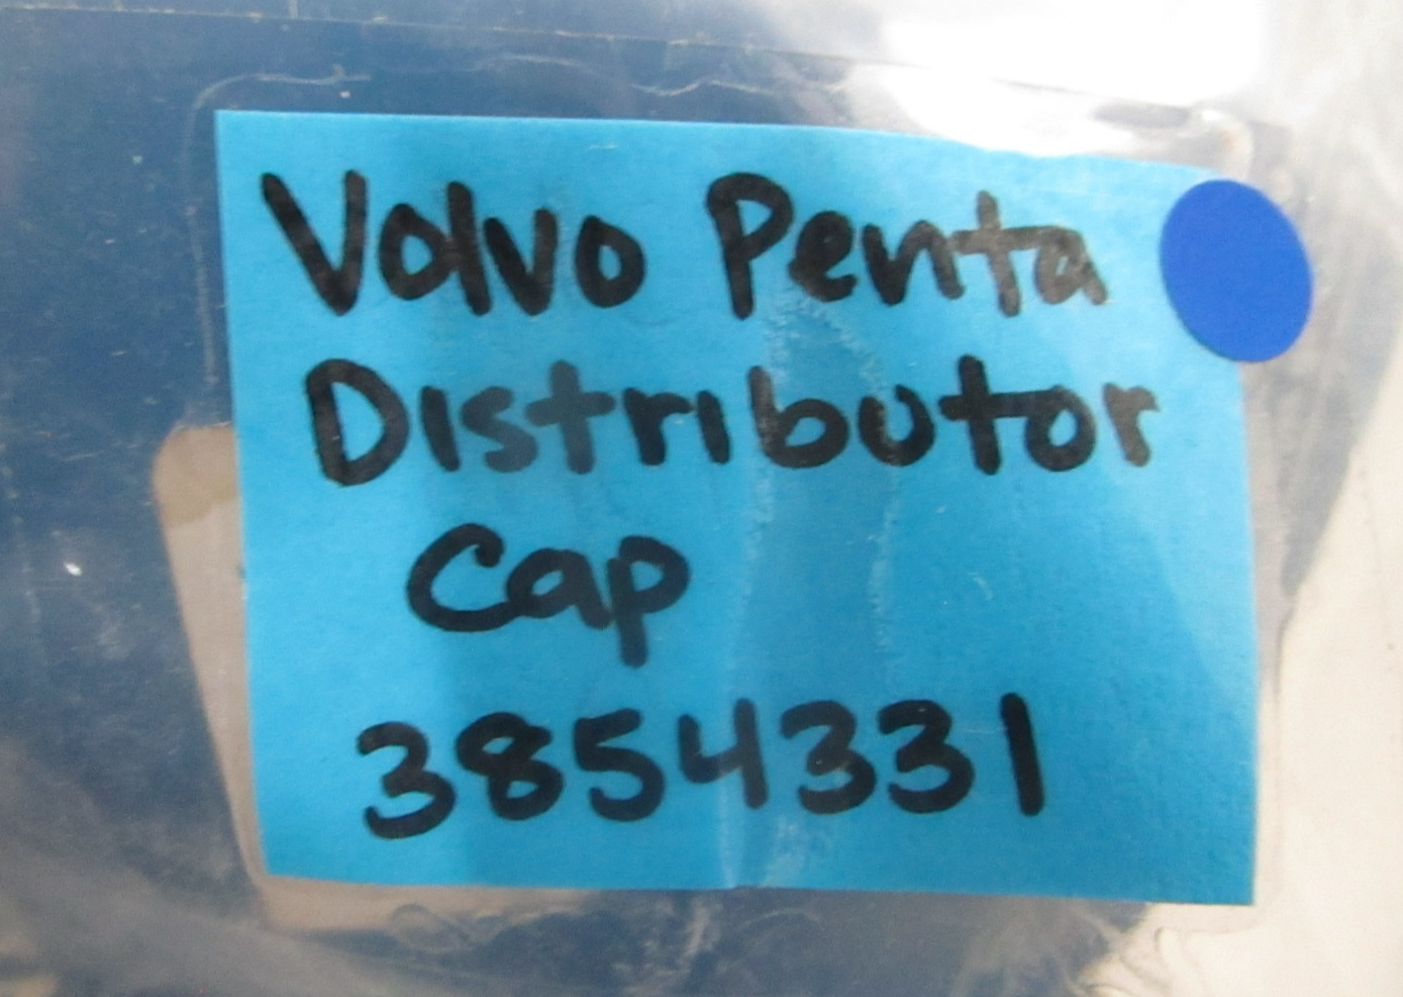 Volvo Penta
Distributor
Cap
3854331